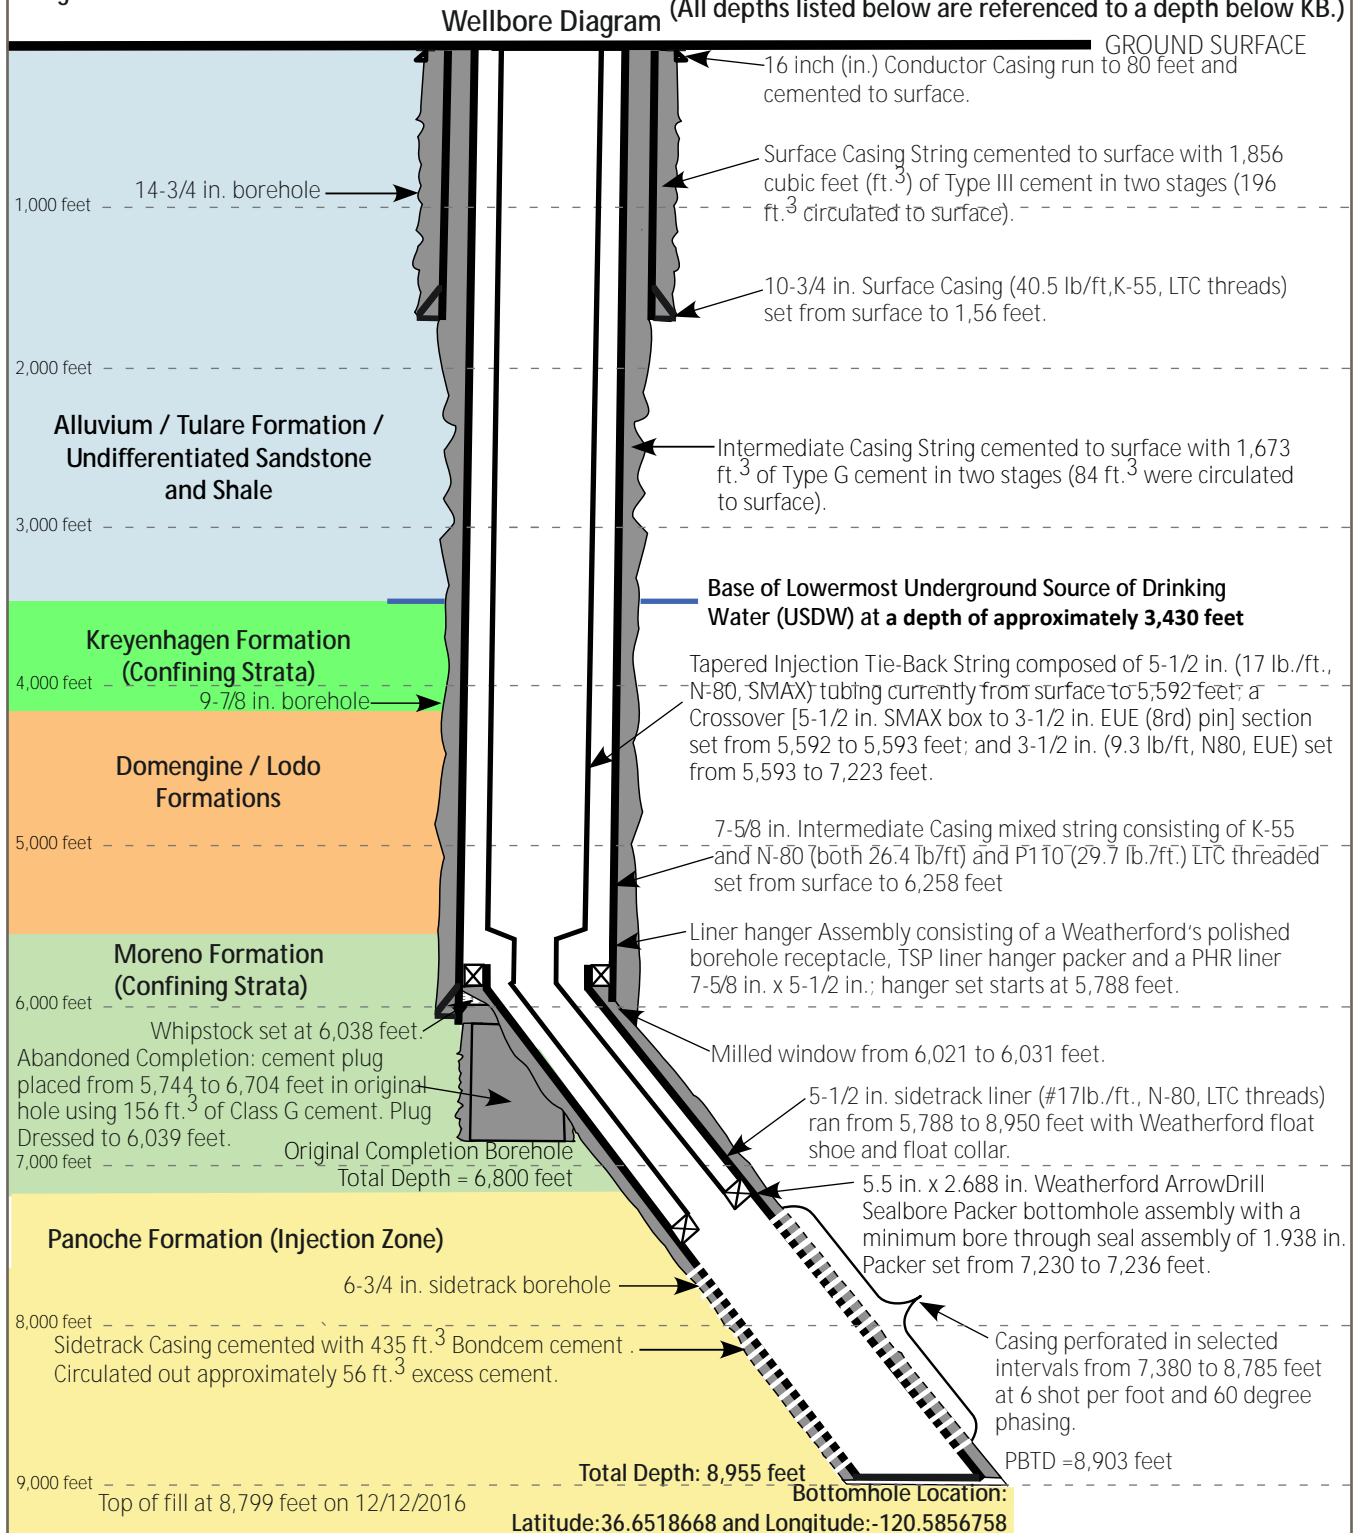 Wellbore Diagram
(All depths listed below are referenced to a depth below KB.)
GROUND SURFACE
16 inch (in.) Conductor Casing run to 80 feet and
cemented to surface.
Surface Casing String cemented to surface with 1,856
cubic feet (ft.3) of Type III cement in two stages (196
ft.3 circulated to surface).
14-3/4 in. borehole
1,000 feet
10-3/4 in. Surface Casing (40.5 lb/ft,K-55, LTC threads)
set from surface to 1,56 feet.
2,000 feet
Alluvium / Tulare Formation /
Undifferentiated Sandstone
and Shale
Intermediate Casing String cemented to surface with 1,673
ft.3 of Type G cement in two stages (84 ft.3 were circulated
to surface).
3,000 feet
Base of Lowermost Underground Source of Drinking
Water (USDW) at a depth of approximately 3,430 feet
Kreyenhagen Formation
(Confining Strata)
4,000 feet
9-7/8 in. borehole
Tapered Injection Tie-Back String composed of 5-1/2 in. (17 lb./ft.,
N-80, SMAX) tubing currently from surface to 5,592 feet; a
Crossover [5-1/2 in. SMAX box to 3-1/2 in. EUE (8rd) pin] section
set from 5,592 to 5,593 feet; and 3-1/2 in. (9.3 lb/ft, N80, EUE) set
from 5,593 to 7,223 feet.
Domengine / Lodo
Formations
5,000 feet
7-5/8 in. Intermediate Casing mixed string consisting of K-55
and N-80 (both 26.4 lb/ft) and P110 (29.7 lb./ft.) LTC threaded
set from surface to 6,258 feet
Liner hanger Assembly consisting of a Weatherford's polished
borehole receptacle, TSP liner hanger packer and a PHR liner
7-5/8 in. x 5-1/2 in.; hanger set starts at 5,788 feet.
Moreno Formation
(Confining Strata)
6,000 feet
Whipstock set at 6,038 feet.
Milled window from 6,021 to 6,031 feet.
Abandoned Completion: cement plug
placed from 5,744 to 6,704 feet in original
hole using 156 ft.3 of Class G cement. Plug
Dressed to 6,039 feet.
5-1/2 in. sidetrack liner (#17lb./ft., N-80, LTC threads)
ran from 5,788 to 8,950 feet with Weatherford float
shoe and float collar.
Original Completion Borehole
Total Depth = 6,800 feet
7,000 feet
5.5 in. x 2.688 in. Weatherford ArrowDrill
Sealbore Packer bottomhole assembly with a
minimum bore through seal assembly of 1.938 in.
Packer set from 7,230 to 7,236 feet.
Panoche Formation (Injection Zone)
6-3/4 in. sidetrack borehole
8,000 feet
Sidetrack Casing cemented with 435 ft.3 Bondcem cement .
Circulated out approximately 56 ft.3 excess cement.
Casing perforated in selected
intervals from 7,380 to 8,785 feet
at 6 shot per foot and 60 degree
phasing.
PBTD =8,903 feet
Total Depth: 8,955 feet
9,000 feet
Top of fill at 8,799 feet on 12/12/2016
Bottomhole Location:
Latitude:36.6518668 and Longitude:-120.5856758